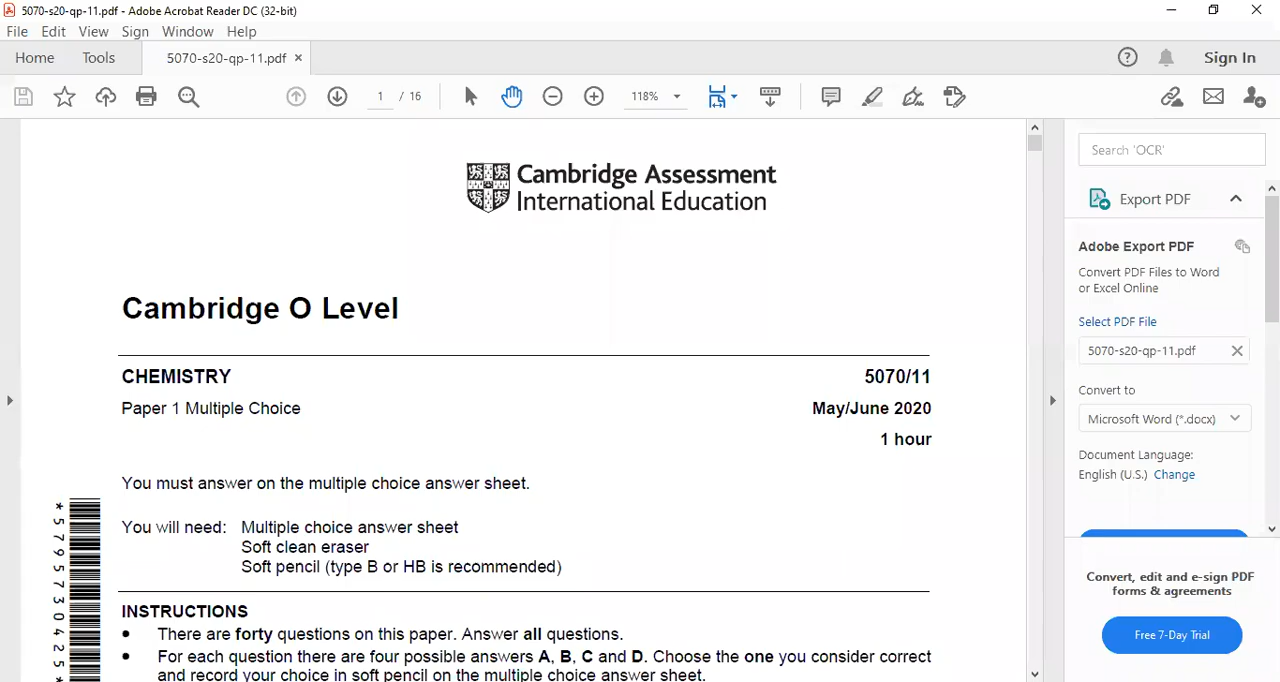 5070-s20-qp-11.pdf - Adobe Acrobat Reader DC (32-bit)
File Edit View Sign Window Help
Home Tools 5070-s20-qp-11.pdf × Sign In
1 / 16 118%
Search 'OCR'
Export PDF
Adobe Export PDF
Convert PDF Files to Word
or Excel Online
Select PDF File
5070-s20-qp-11.pdf
Convert to
Microsoft Word (*.docx)
Document Language:
English (U.S.) Change
Convert, edit and e-sign PDF
forms & agreements
Free 7-Day Trial
Cambridge Assessment
International Education
Cambridge O Level
CHEMISTRY 5070/11
Paper 1 Multiple Choice May/June 2020
1 hour
You must answer on the multiple choice answer sheet.
You will need: Multiple choice answer sheet
Soft clean eraser
Soft pencil (type B or HB is recommended)
INSTRUCTIONS
● There are forty questions on this paper. Answer all questions.
● For each question there are four possible answers A, B, C and D. Choose the one you consider correct
and record your choice in soft pencil on the multiple choice answer sheet.
*5795730425*